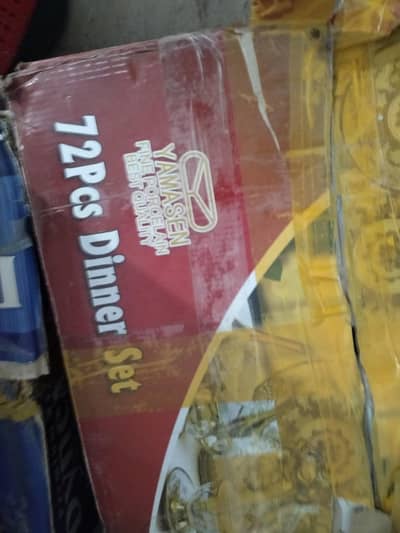 YAMASEN
FINE PORCELAIN
BEST QUALITY
72Pcs Dinner Set